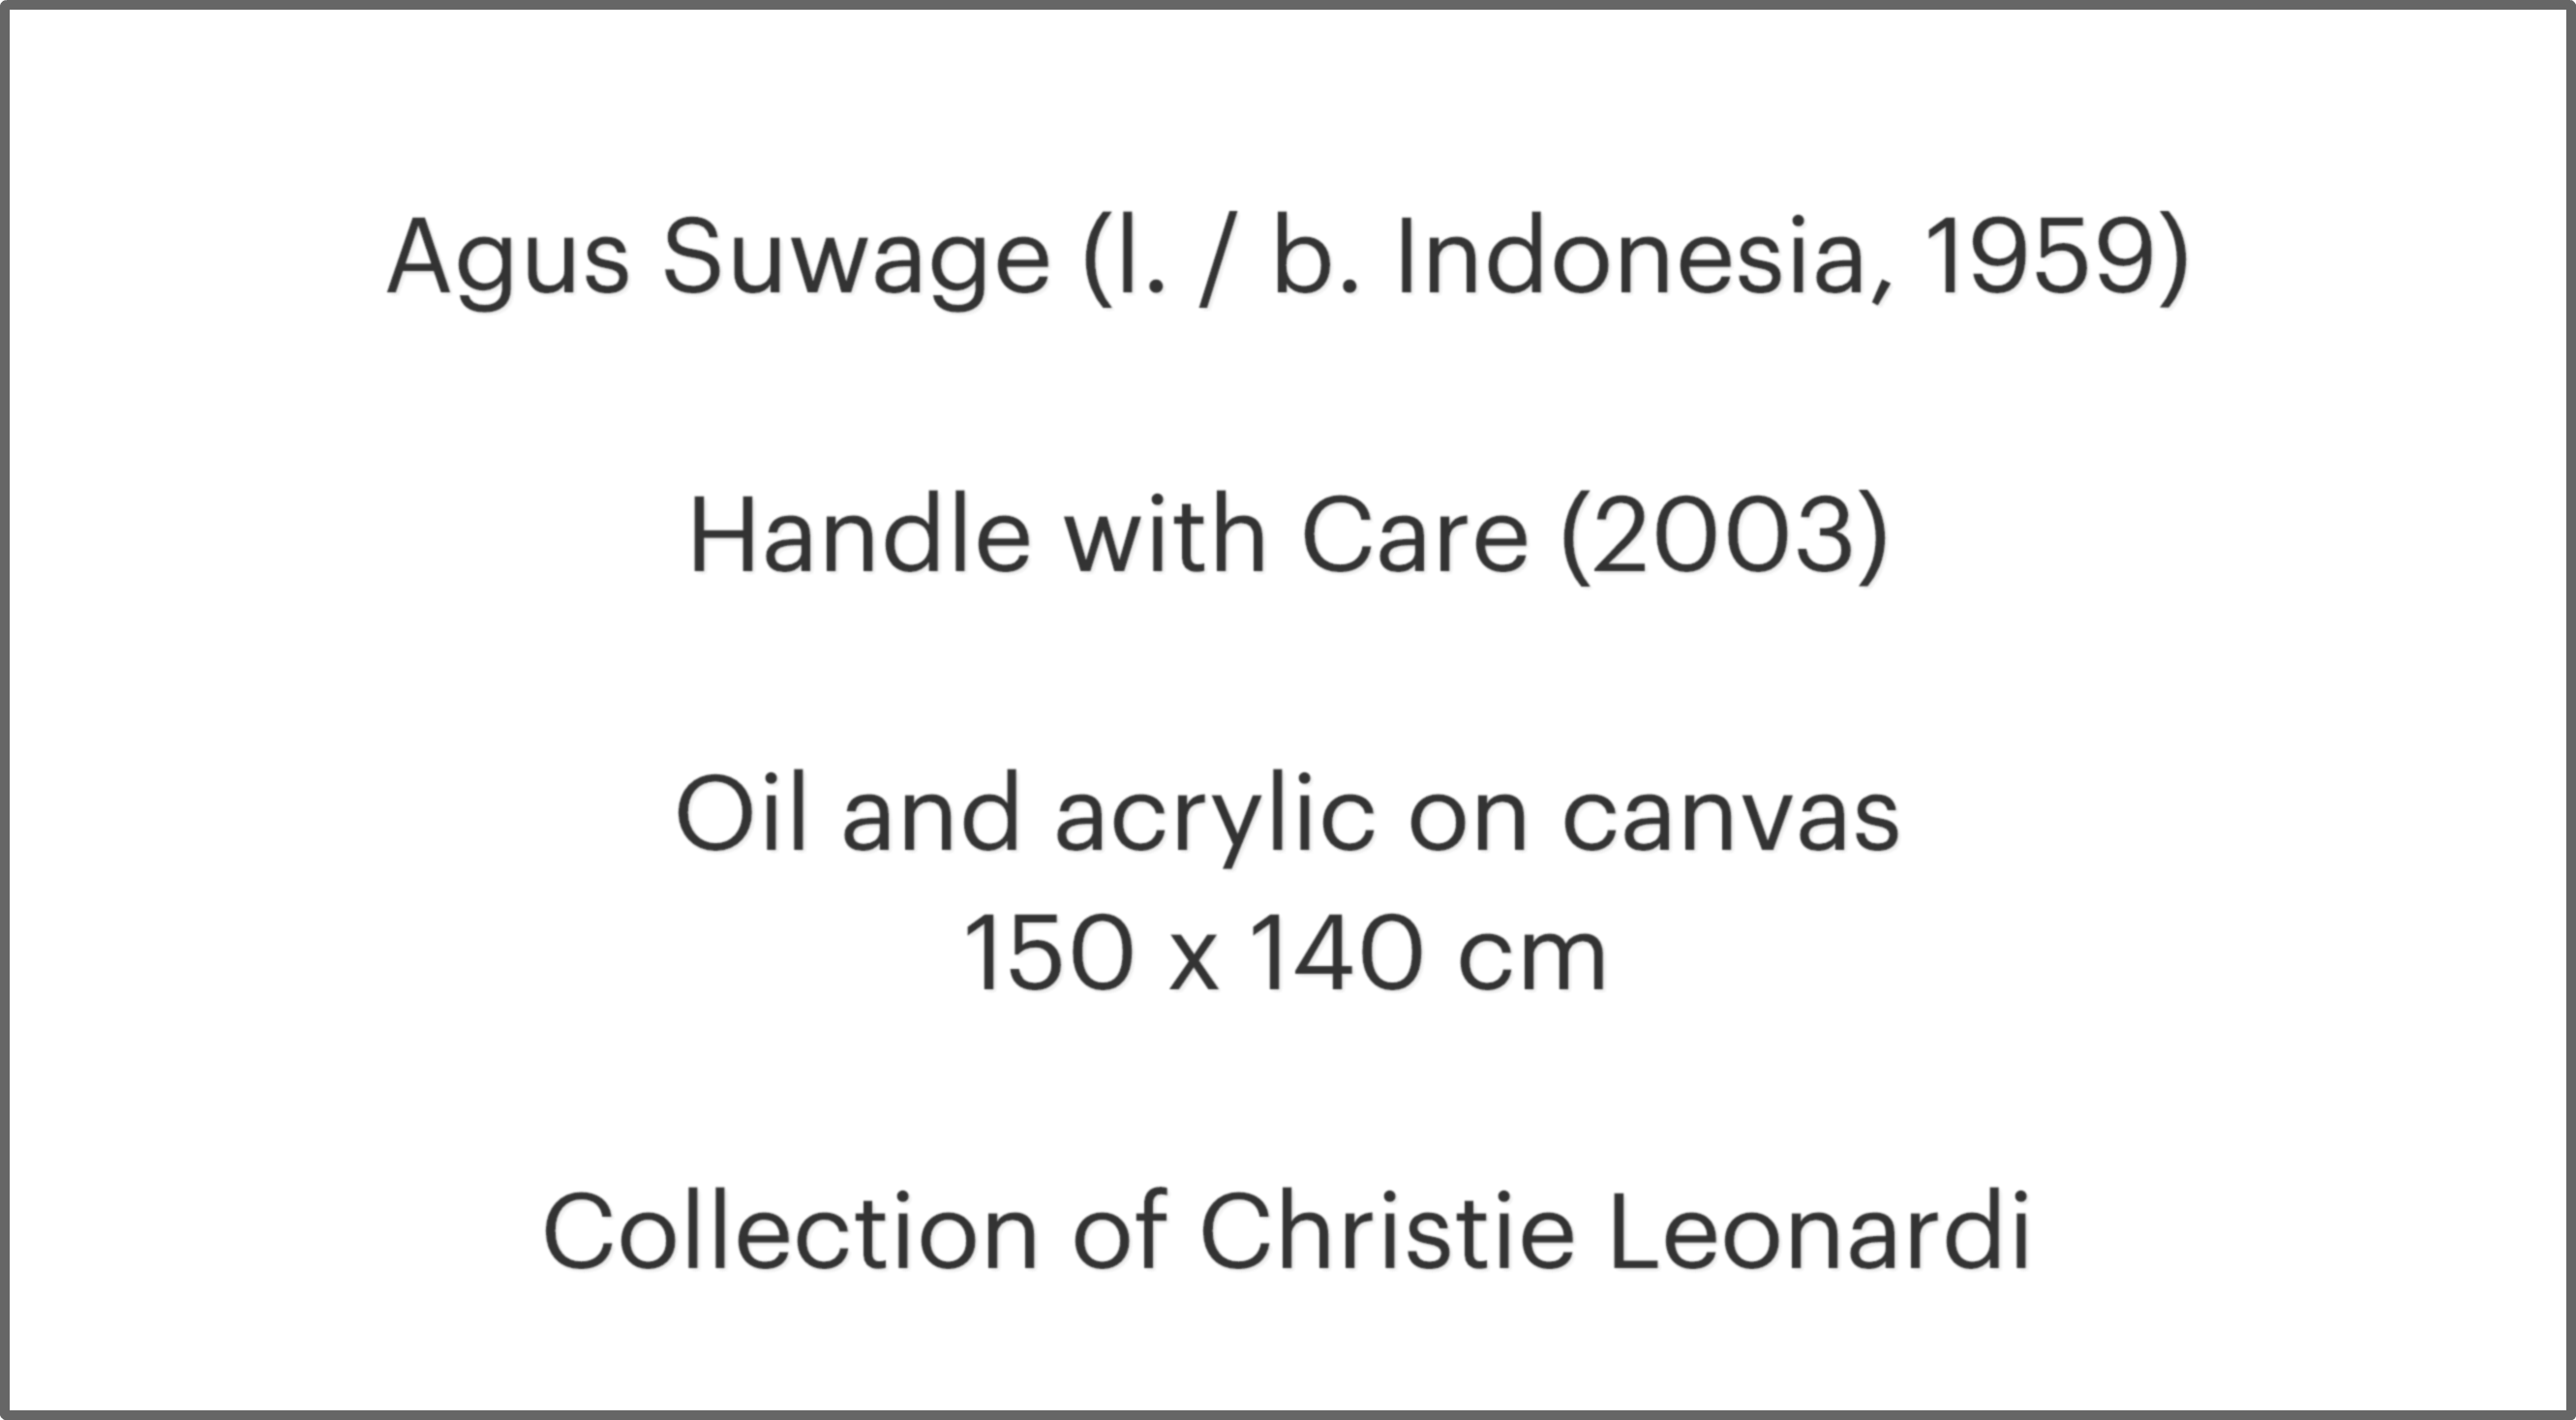 Agus Suwage (l. / b. Indonesia, 1959)
Handle with Care (2003)
Oil and acrylic on canvas
150 x 140 cm
Collection of Christie Leonardi